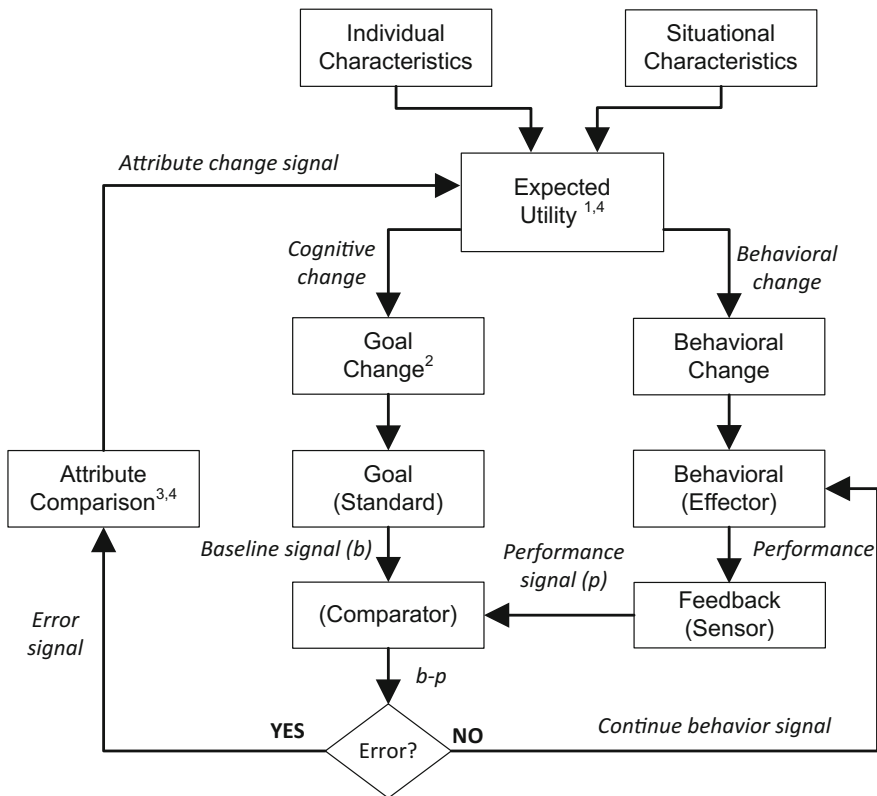 Individual
Characteristics
Situational
Characteristics
Attribute change signal
Expected
Utility 1,4
Cognitive
change
Behavioral
change
Goal
Change2
Behavioral
Change
Attribute
Comparison3,4
Goal
(Standard)
Behavioral
(Effector)
Baseline signal (b)
Performance
signal (p)
Performance
Error
signal
(Comparator)
Feedback
(Sensor)
b-p
YES
Error?
NO
Continue behavior signal